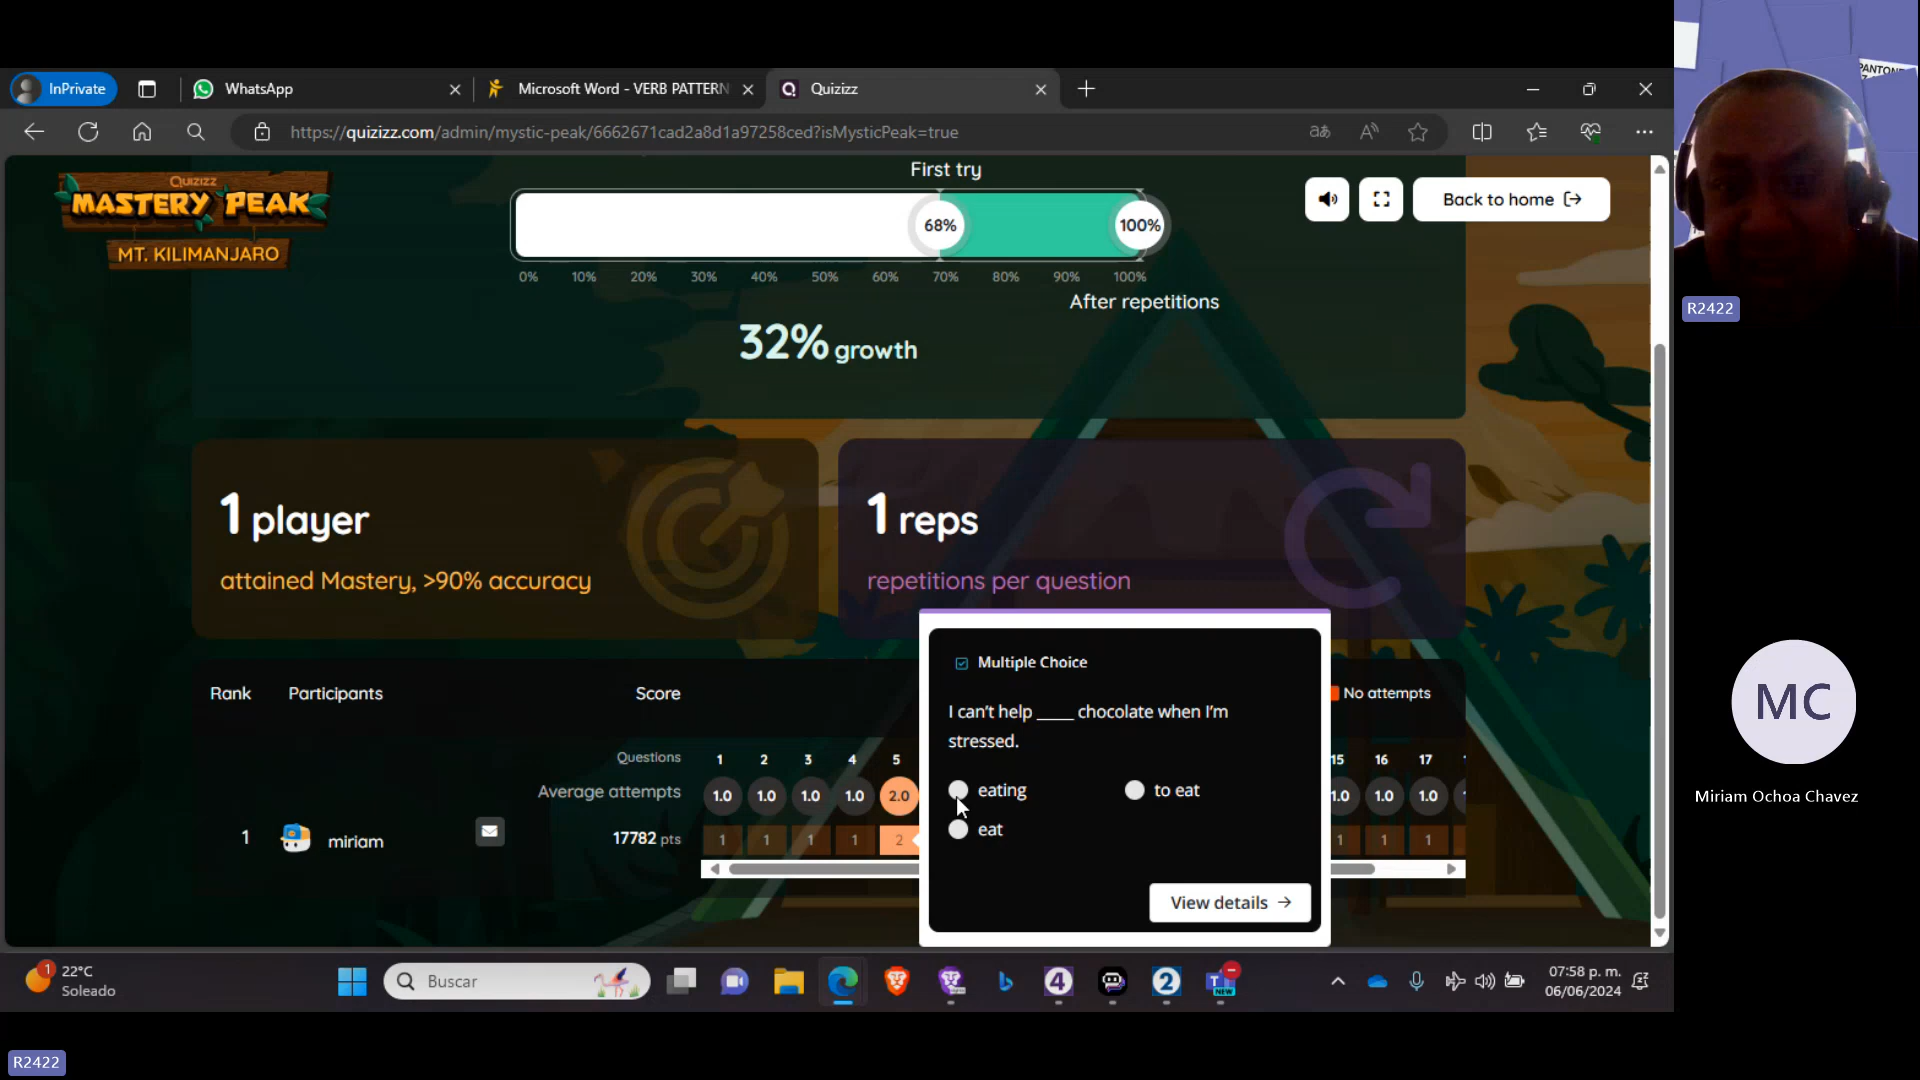 InPrivate
WhatsApp
Microsoft Word - VERB PATTERN
Quizizz
https://quizizz.com/admin/mystic-peak/6662671cad2a8d1a97258ced?isMysticPeak=true
Quizizz
MASTERY PEAK
MT. KILIMANJARO
First try
68%
100%
0% 10% 20% 30% 40% 50% 60% 70% 80% 90% 100%
After repetitions
32% growth
Back to home
1 player
attained Mastery, >90% accuracy
1 reps
repetitions per question
Rank Participants Score
No attempts
Questions 1 2 3 4 5 15 16 17
Average attempts 1.0 1.0 1.0 1.0 2.0 1.0 1.0 1.0
1 miriam 17782 pts 1 1 1 1 2 1 1 1
Multiple Choice
I can't help ____ chocolate when I'm
stressed.
eating
to eat
eat
View details
1
22°C
Soleado
Buscar
4
2
NEW
07:58 p. m.
06/06/2024
PANTONE
R2422
MC
Miriam Ochoa Chavez
R2422